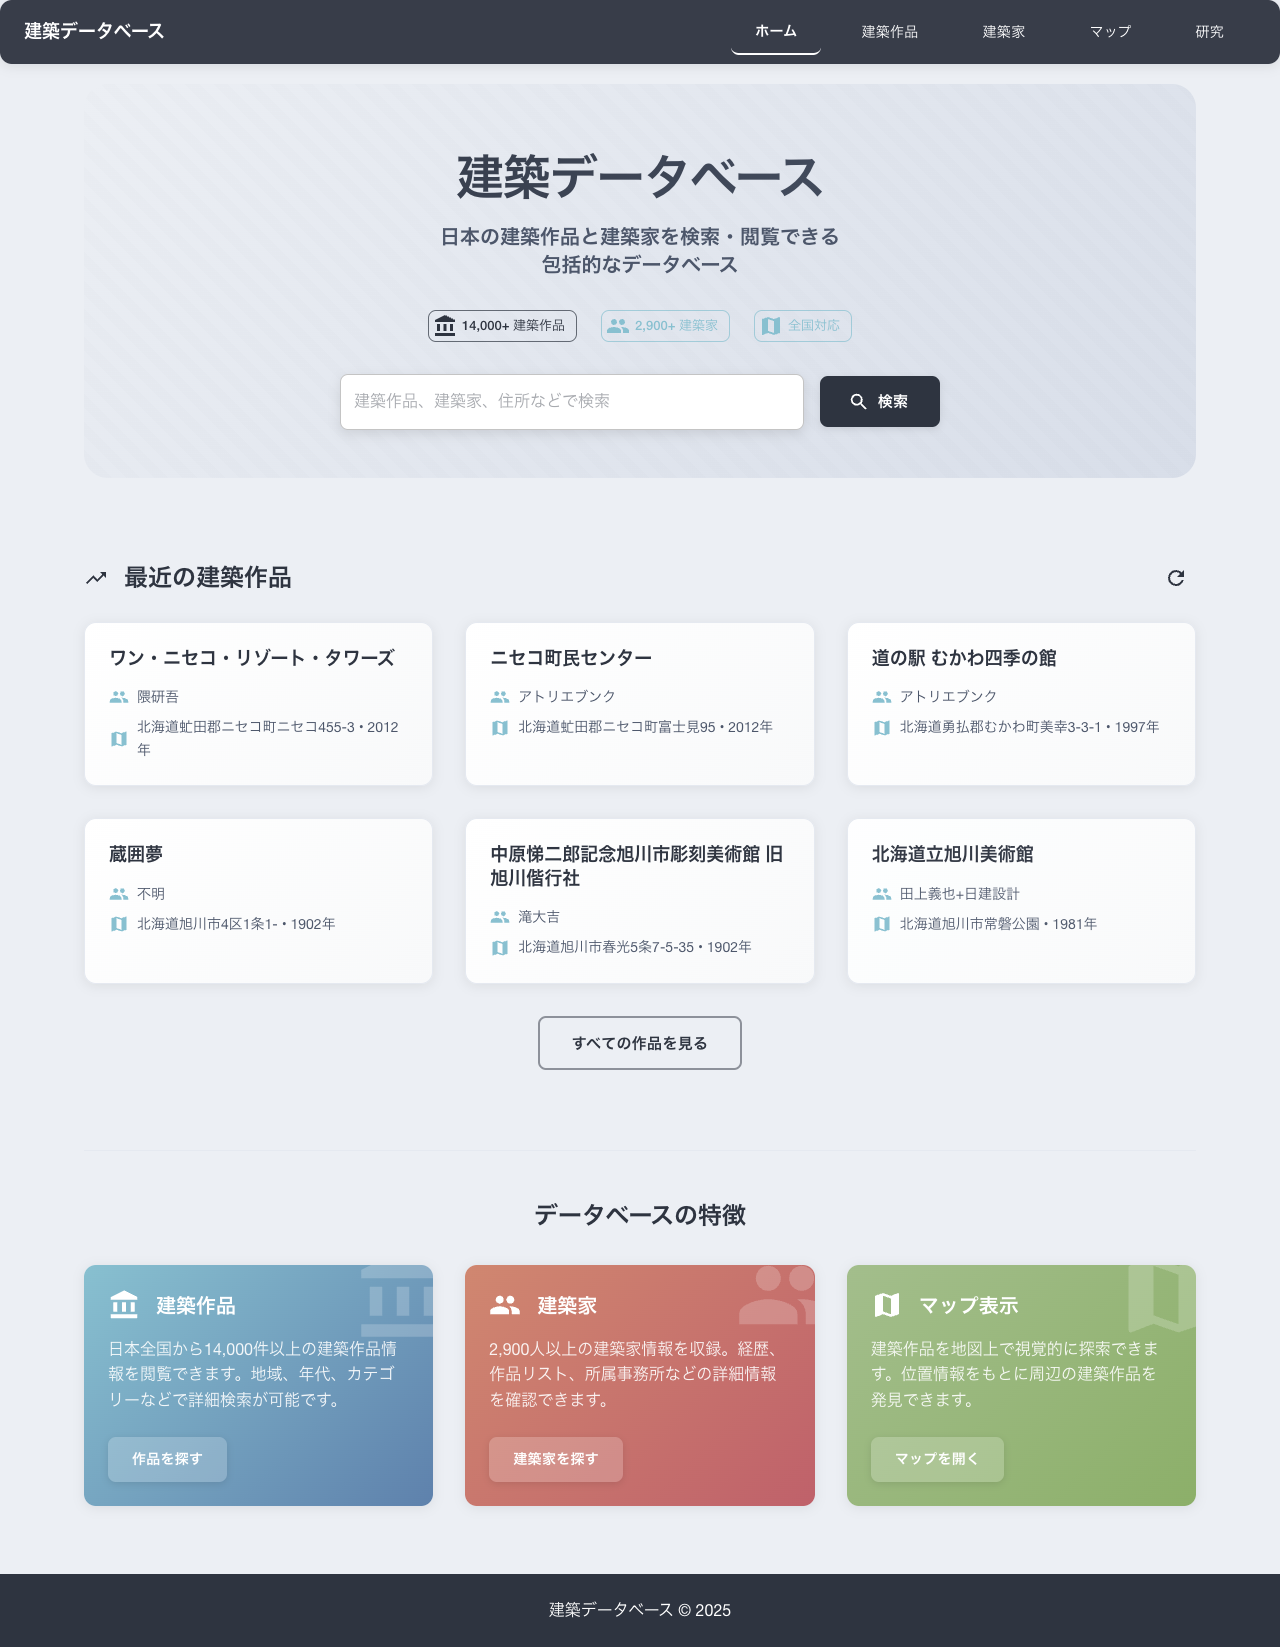 建築データベース
ホーム
建築作品
建築家
マップ
研究
建築データベース
日本の建築作品と建築家を検索・閲覧できる
包括的なデータベース
14,000+ 建築作品
2,900+ 建築家
全国対応
建築作品、建築家、住所などで検索
検索
最近の建築作品
ワン・ニセコ・リゾート・タワーズ
隈研吾
北海道虻田郡ニセコ町ニセコ455-3 • 2012
年
ニセコ町民センター
アトリエブンク
北海道虻田郡ニセコ町富士見95 • 2012年
道の駅 むかわ四季の館
アトリエブンク
北海道勇払郡むかわ町美幸3-3-1 • 1997年
蔵囲夢
不明
北海道旭川市4区1条1- • 1902年
中原悌二郎記念旭川市彫刻美術館 旧
旭川偕行社
滝大吉
北海道旭川市春光5条7-5-35 • 1902年
北海道立旭川美術館
田上義也+日建設計
北海道旭川市常磐公園 • 1981年
すべての作品を見る
データベースの特徴
建築作品
日本全国から14,000件以上の建築作品情
報を閲覧できます。地域、年代、カテゴ
リーなどで詳細検索が可能です。
作品を探す
建築家
2,900人以上の建築家情報を収録。経歴、
作品リスト、所属事務所などの詳細情報
を確認できます。
建築家を探す
マップ表示
建築作品を地図上で視覚的に探索できま
す。位置情報をもとに周辺の建築作品を
発見できます。
マップを開く
建築データベース © 2025